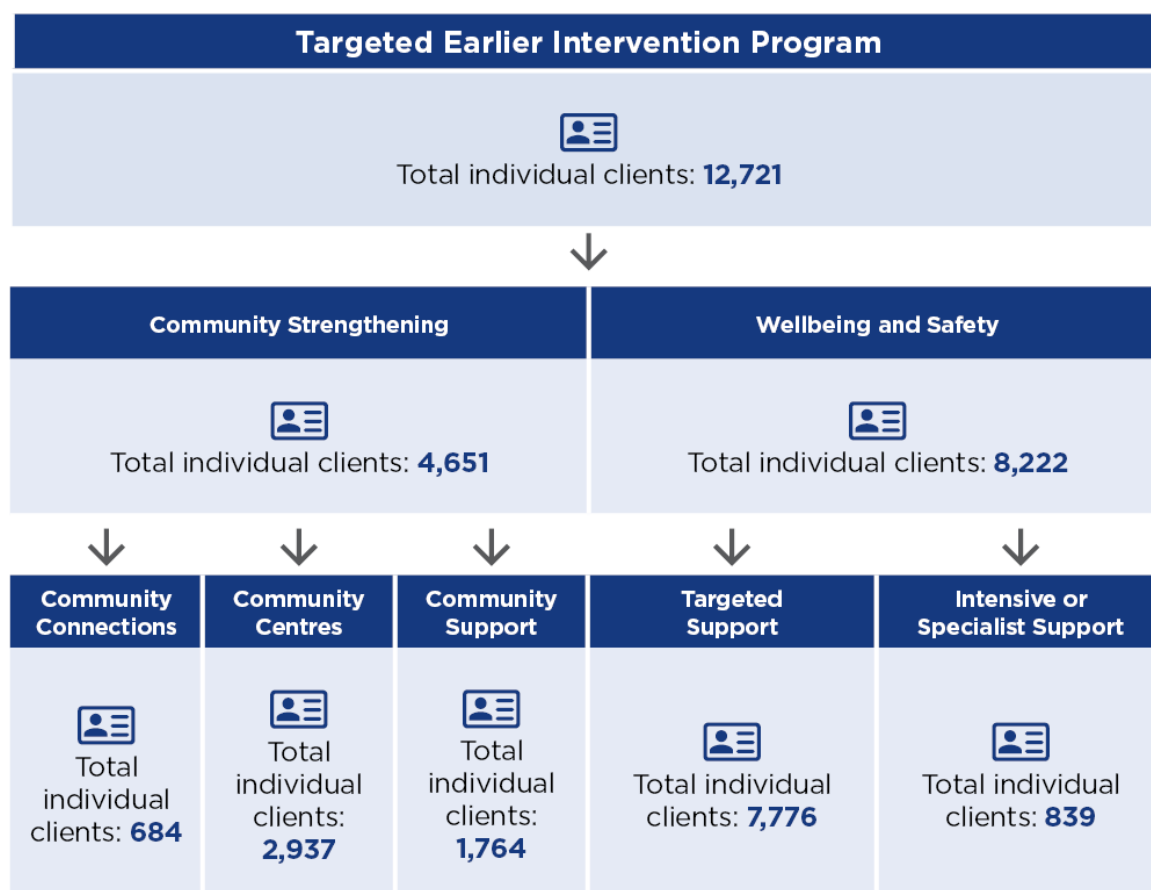 Targeted Earlier Intervention Program
Total individual clients: 12,721
Community Strengthening
Total individual clients: 4,651
Wellbeing and Safety
Total individual clients: 8,222
Community
Connections
Total
individual
clients: 684
Community
Centres
Total
individual
clients:
2,937
Community
Support
Total
individual
clients:
1,764
Targeted
Support
Total individual
clients: 7,776
Intensive or
Specialist Support
Total individual
clients: 839